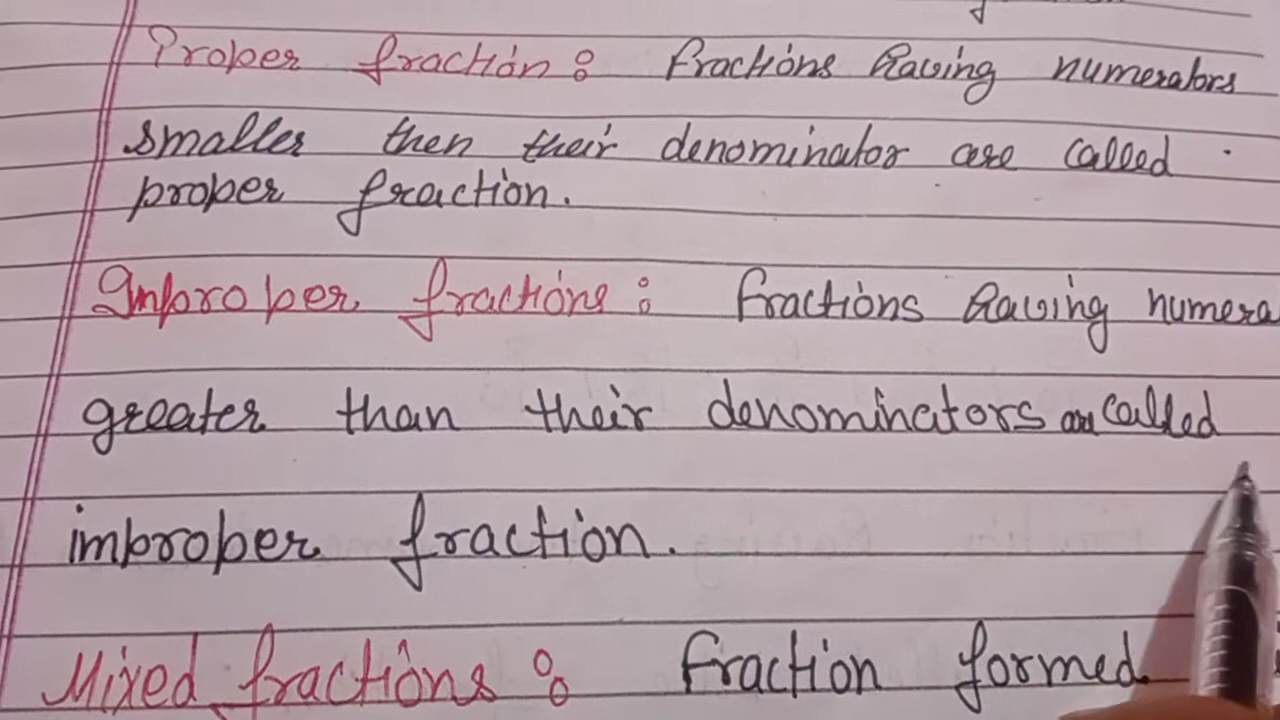 Proper fraction: Fractions having numerators
smaller then their denominator are called
proper fraction.
Improper fractions: Fractions having numera
greater than their denominators are called
improper fraction.
Mixed fractions: Fraction formed